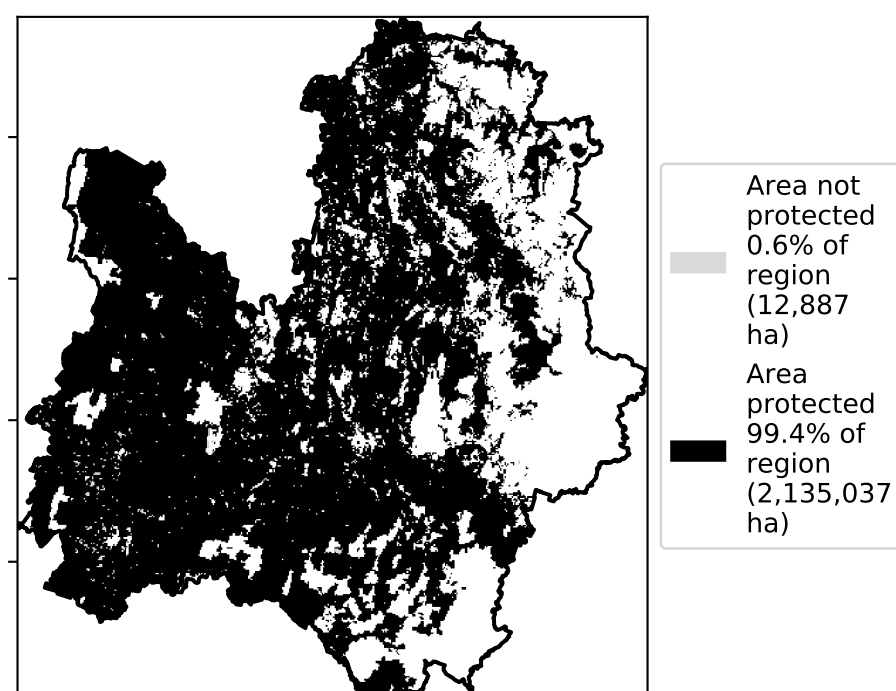 Area not
protected
0.6% of
region
(12,887
ha)
Area
protected
99.4% of
region
(2,135,037
ha)